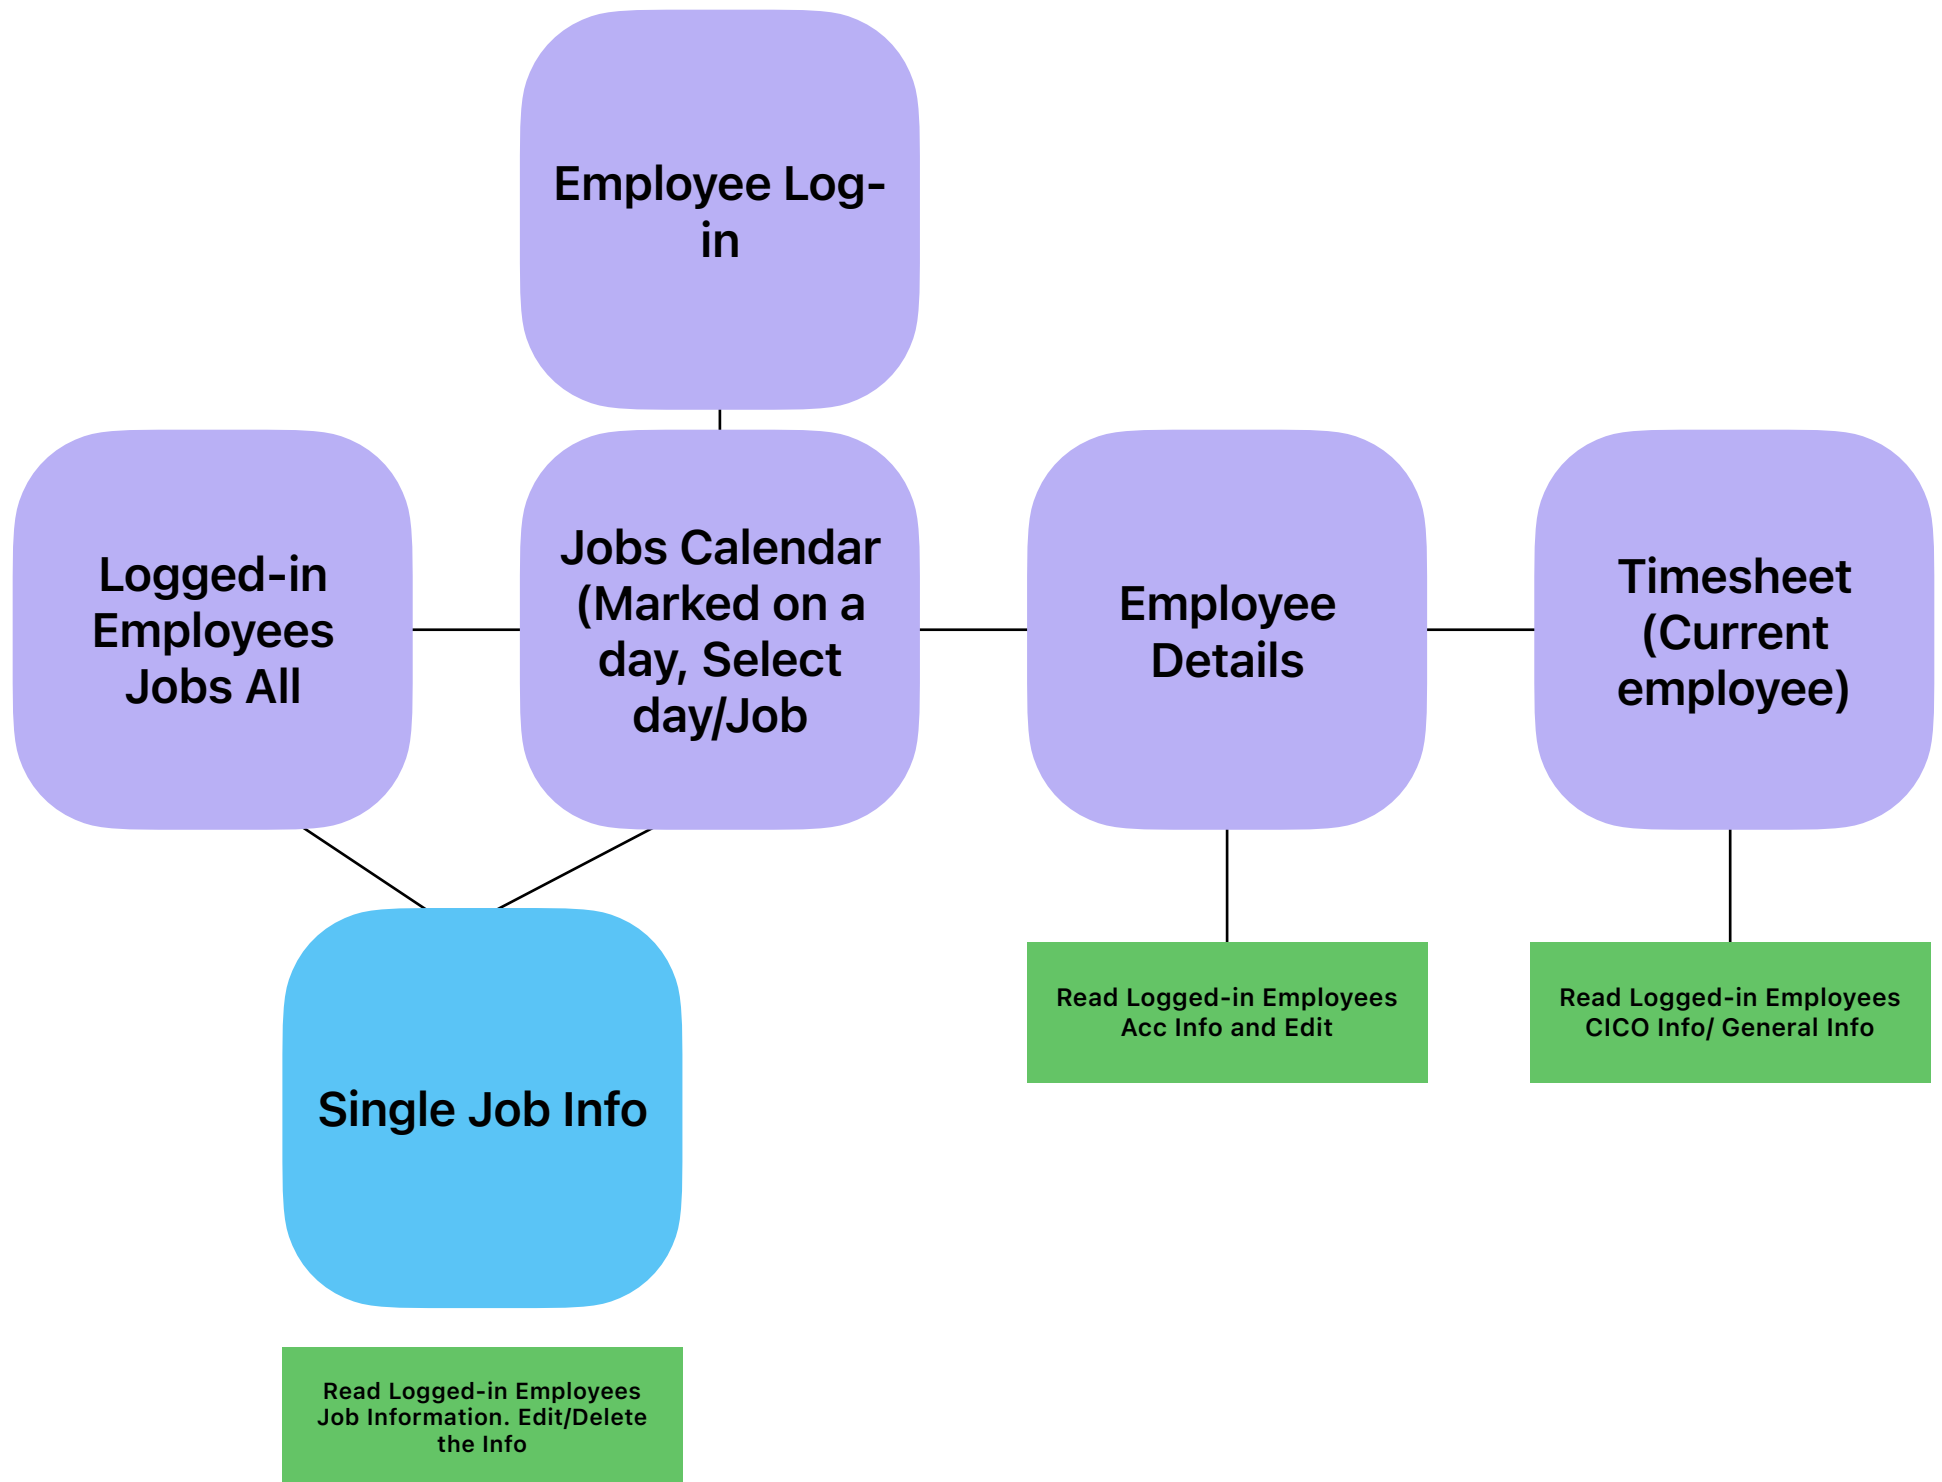 Employee Log-
in
Logged-in
Employees
Jobs All
Jobs Calendar
(Marked on a
day, Select
day/Job
Employee
Details
Timesheet
(Current
employee)
Single Job Info
Read Logged-in Employees
Acc Info and Edit
Read Logged-in Employees
CICO Info/ General Info
Read Logged-in Employees
Job Information. Edit/Delete
the Info